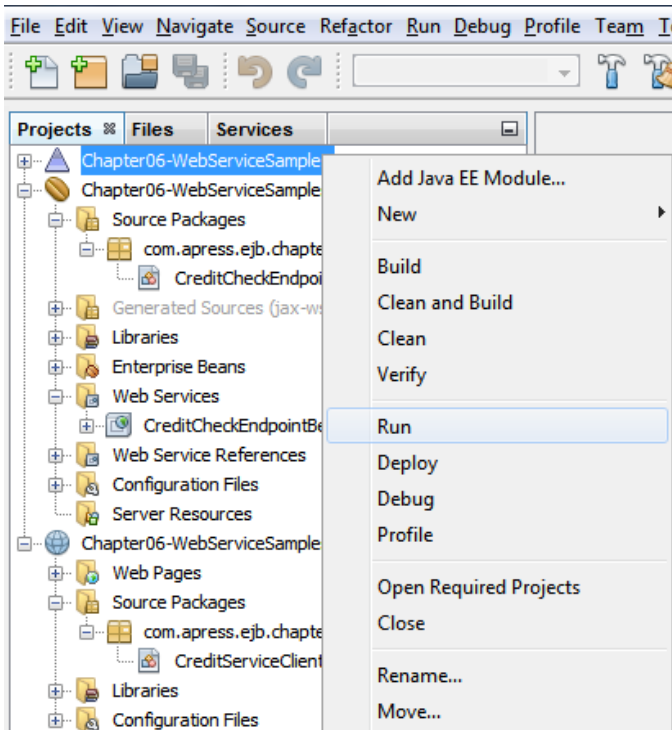 File Edit View Navigate Source Refactor Run Debug Profile Team T
Projects Files Services
Chapter06-WebServiceSample
Chapter06-WebServiceSample
Source Packages
com.apress.ejb.chapte
CreditCheckEndpoi
Generated Sources (jax-ws
Libraries
Enterprise Beans
Web Services
CreditCheckEndpointBe
Web Service References
Configuration Files
Server Resources
Chapter06-WebServiceSample
Web Pages
Source Packages
com.apress.ejb.chapte
CreditServiceClient
Libraries
Configuration Files
Add Java EE Module...
New
Build
Clean and Build
Clean
Verify
Run
Deploy
Debug
Profile
Open Required Projects
Close
Rename...
Move...